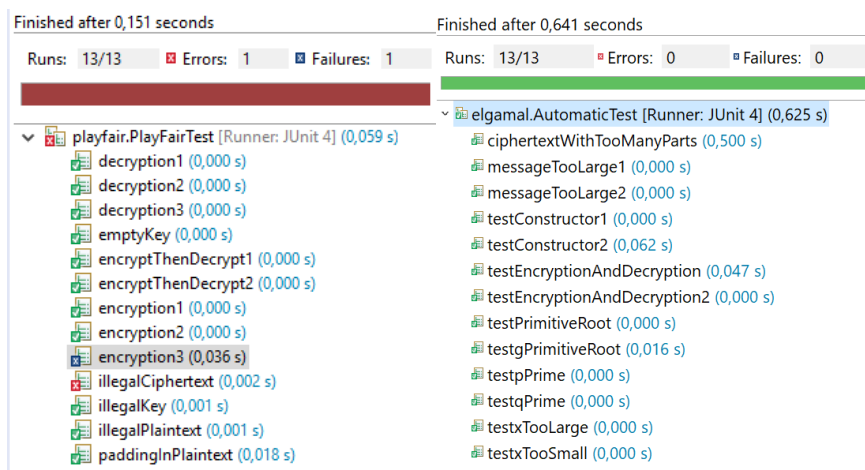 Finished after 0,151 seconds
Runs: 13/13 Errors: 1 Failures: 1
playfair.PlayFairTest [Runner: JUnit 4] (0,059 s)
decryption1 (0,000 s)
decryption2 (0,000 s)
decryption3 (0,000 s)
emptyKey (0,000 s)
encryptThenDecrypt1 (0,000 s)
encryptThenDecrypt2 (0,000 s)
encryption1 (0,000 s)
encryption2 (0,000 s)
encryption3 (0,036 s)
illegalCiphertext (0,002 s)
illegalKey (0,001 s)
illegalPlaintext (0,001 s)
paddingInPlaintext (0,018 s)
Finished after 0,641 seconds
Runs: 13/13 Errors: 0 Failures: 0
elgamal.AutomaticTest [Runner: JUnit 4] (0,625 s)
ciphertextWithTooManyParts (0,500 s)
messageTooLarge1 (0,000 s)
messageTooLarge2 (0,000 s)
testConstructor1 (0,000 s)
testConstructor2 (0,062 s)
testEncryptionAndDecryption (0,047 s)
testEncryptionAndDecryption2 (0,000 s)
testPrimitiveRoot (0,000 s)
testgPrimitiveRoot (0,016 s)
testpPrime (0,000 s)
testqPrime (0,000 s)
testxTooLarge (0,000 s)
testxTooSmall (0,000 s)